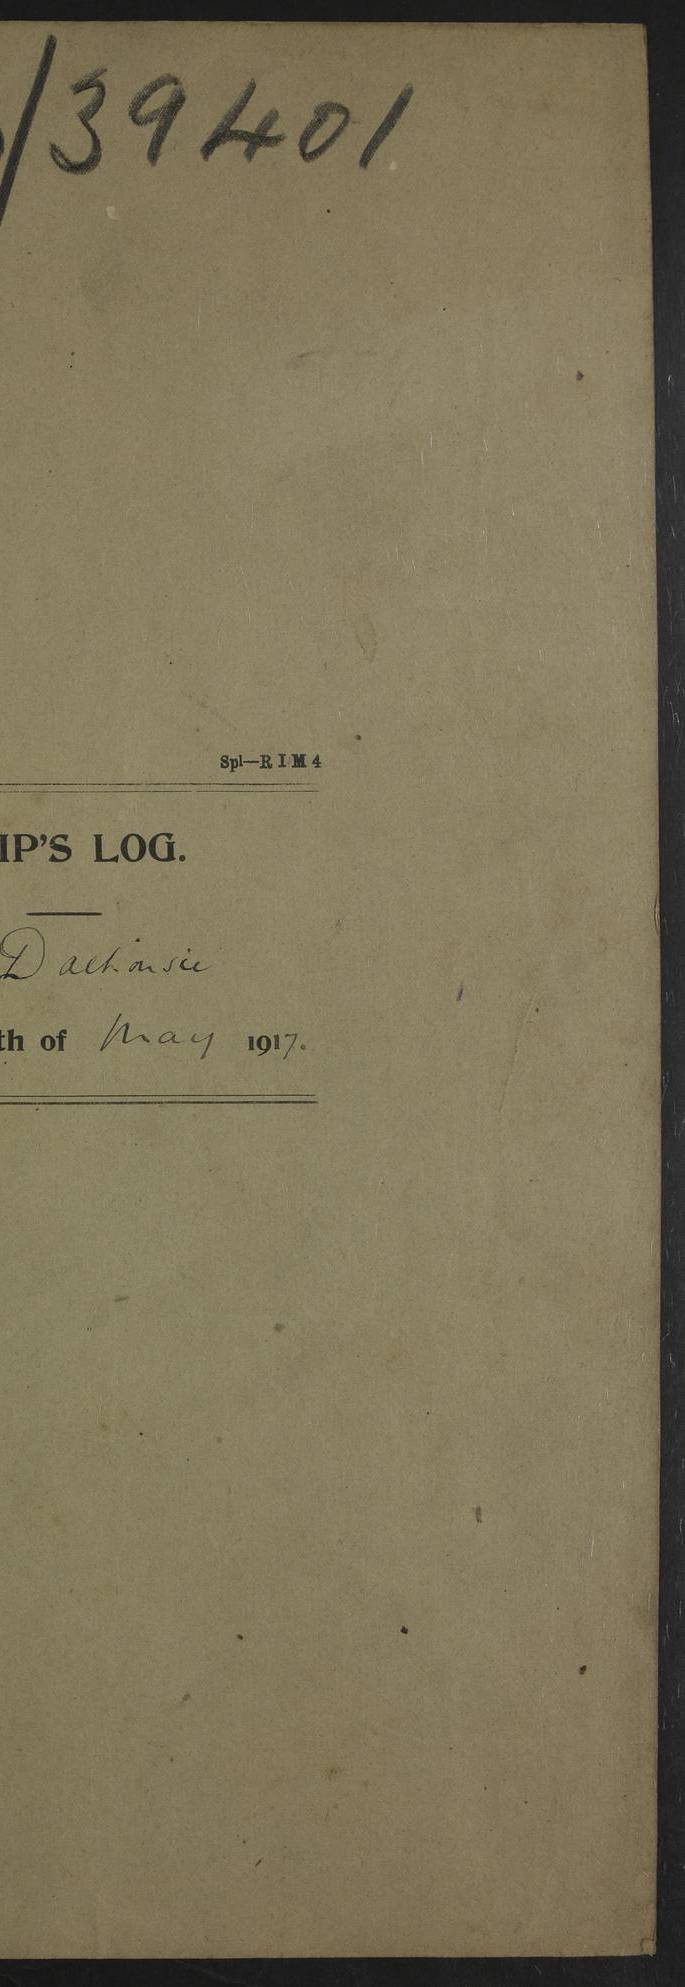 /39401
Spl—R I M 4
IP'S LOG.
Dalhousie
th of May 1917.